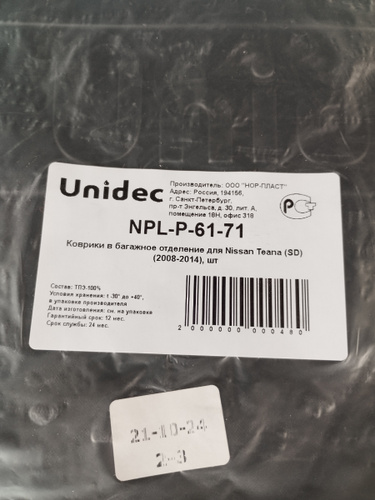 Unidec
Производитель: ООО "НОР-ПЛАСТ"
Адрес: Россия, 194156,
г. Санкт-Петербург,
пр-т Энгельса, д. 30, лит. А,
помещение 18Н, офис 318
NPL-P-61-71
Коврики в багажное отделение для Nissan Teana (SD)
(2008-2014), шт
Состав: ТПЭ-100%
Условия хранения: t -30° до +40°,
в упаковке производителя
Дата изготовления: см. на упаковке
Гарантийный срок: 12 мес.
Срок службы: 24 мес.
2000000000480
21-10-24
2-3